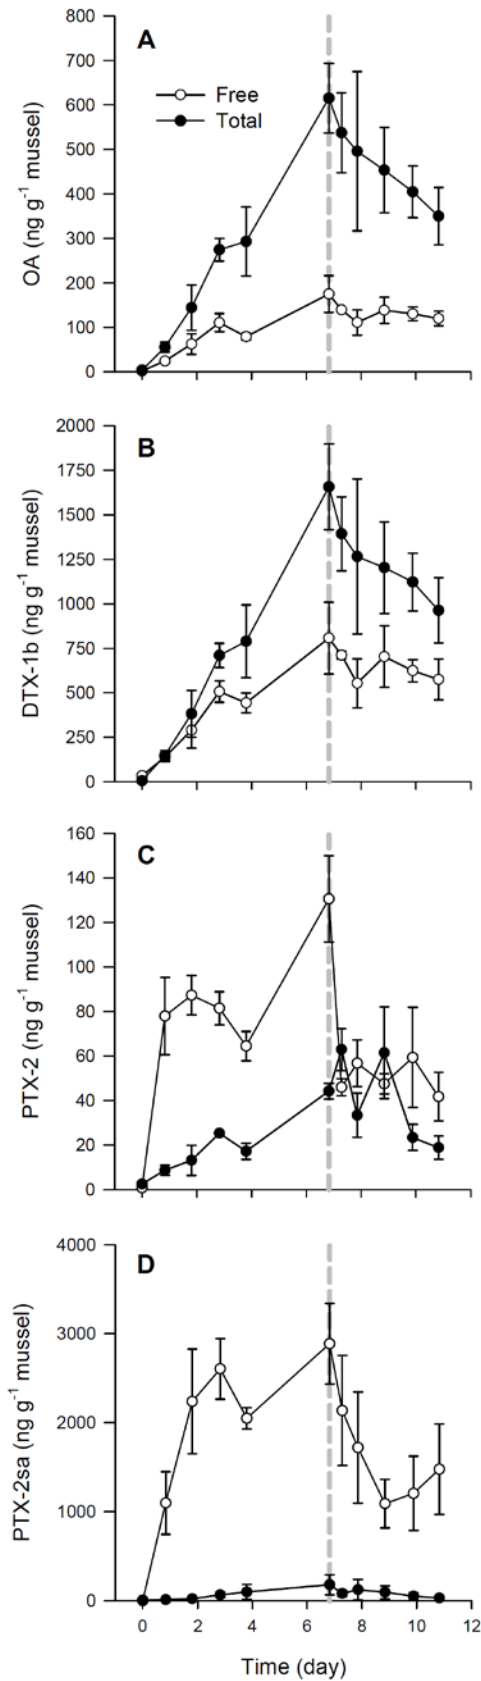 A
800
700
600
500
400
300
200
100
0
OA (ng g-1 mussel)
Free
Total
B
2000
1750
1500
1250
1000
750
500
250
0
DTX-1b (ng g-1 mussel)
C
160
140
120
100
80
60
40
20
0
PTX-2 (ng g-1 mussel)
D
4000
3000
2000
1000
0
PTX-2sa (ng g-1 mussel)
0 2 4 6 8 10 12
Time (day)